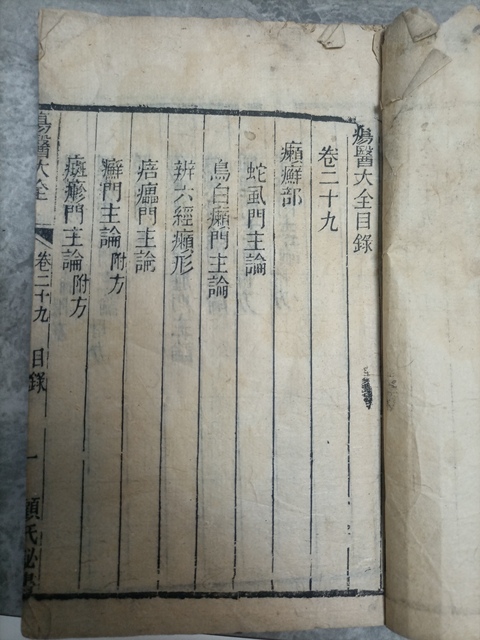 瘍醫大全目錄
卷二十九
癩癬部
蛇虱門主論
烏白癩門主論
辨六經癩形
痦門主論
癬門主論附方
門主論附方
瘍醫大全 卷二十九 目錄 一 顧氏秘書